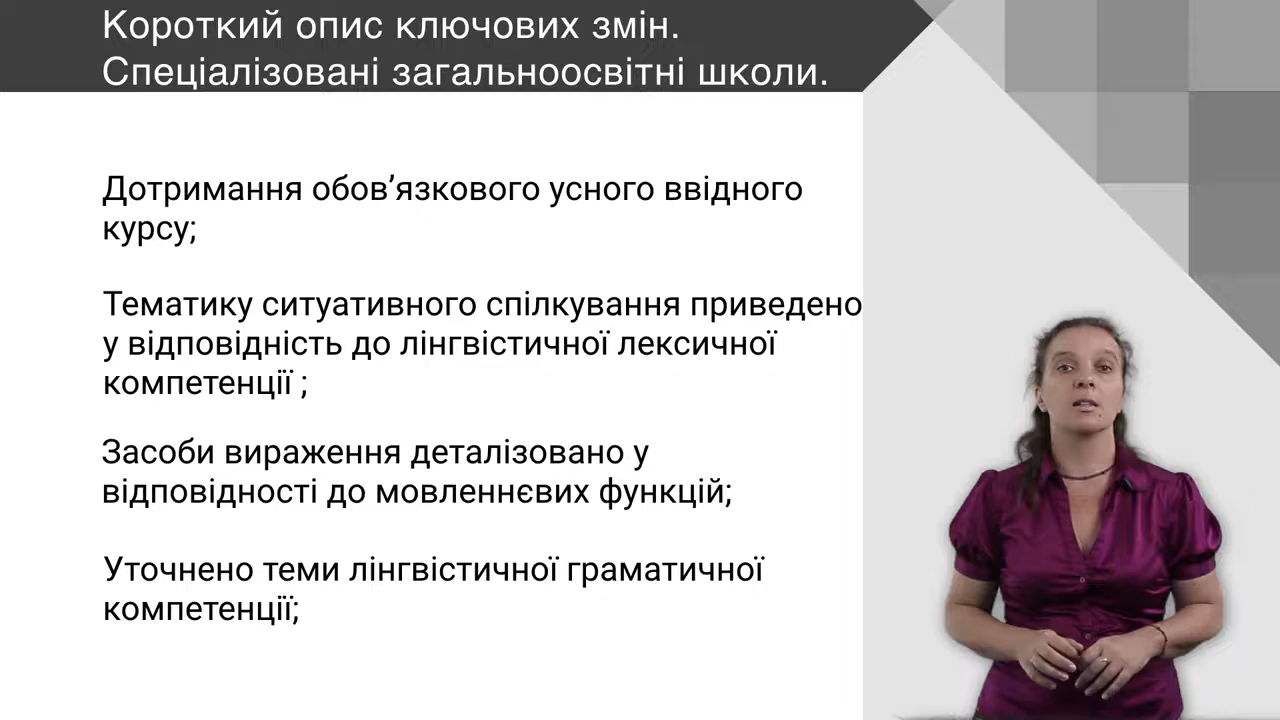 Короткий опис ключових змін.
Спеціалізовані загальноосвітні школи.
Дотримання обов’язкового усного ввідного
курсу;
Тематику ситуативного спілкування приведено
у відповідність до лінгвістичної лексичної
компетенції ;
Засоби вираження деталізовано у
відповідності до мовленнєвих функцій;
Уточнено теми лінгвістичної граматичної
компетенції;